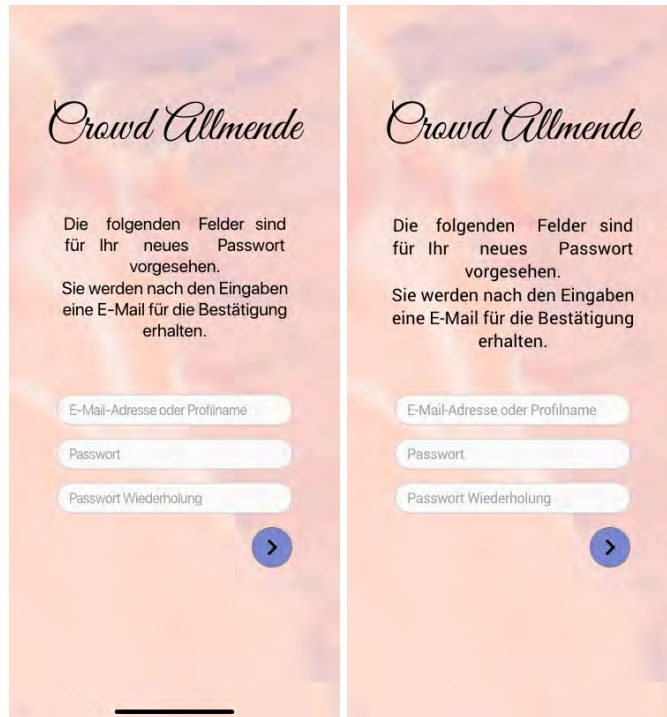 Crowd Allmende
Die folgenden Felder sind
für Ihr neues Passwort
vorgesehen.
Sie werden nach den Eingaben
eine E-Mail für die Bestätigung
erhalten.
E-Mail-Adresse oder Profilname
Passwort
Passwort Wiederholung
Crowd Allmende
Die folgenden Felder sind
für Ihr neues Passwort
vorgesehen.
Sie werden nach den Eingaben
eine E-Mail für die Bestätigung
erhalten.
E-Mail-Adresse oder Profilname
Passwort
Passwort Wiederholung